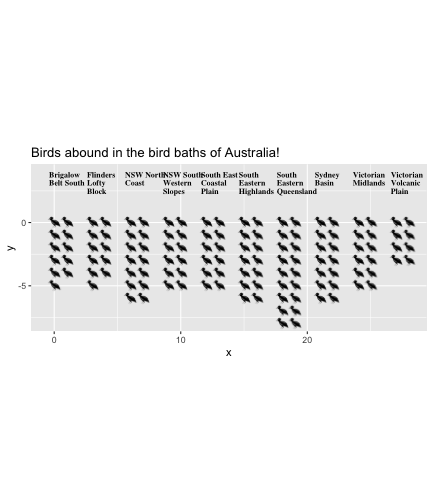 Birds abound in the bird baths of Australia!
Brigalow
Belt South
Flinders
Lofty
Block
NSW North
Coast
NSW South
Western
Slopes
South East
Coastal
Plain
South
Eastern
Highlands
South
Eastern
Queensland
Sydney
Basin
Victorian
Midlands
Victorian
Volcanic
Plain
0
-5
y
0
10
20
x